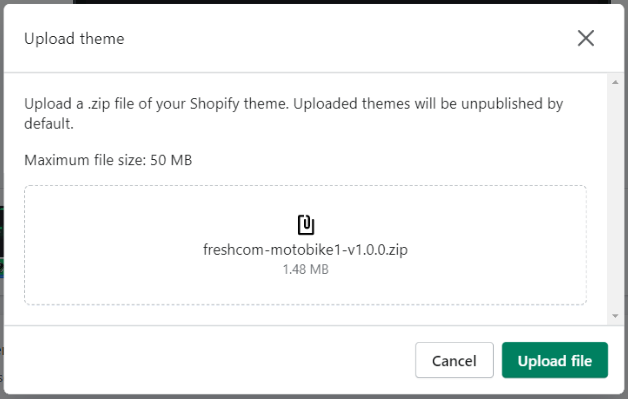 Upload theme
Upload a .zip file of your Shopify theme. Uploaded themes will be unpublished by
default.
Maximum file size: 50 MB
freshcom-motobike1-v1.0.0.zip
1.48 MB
Cancel
Upload file